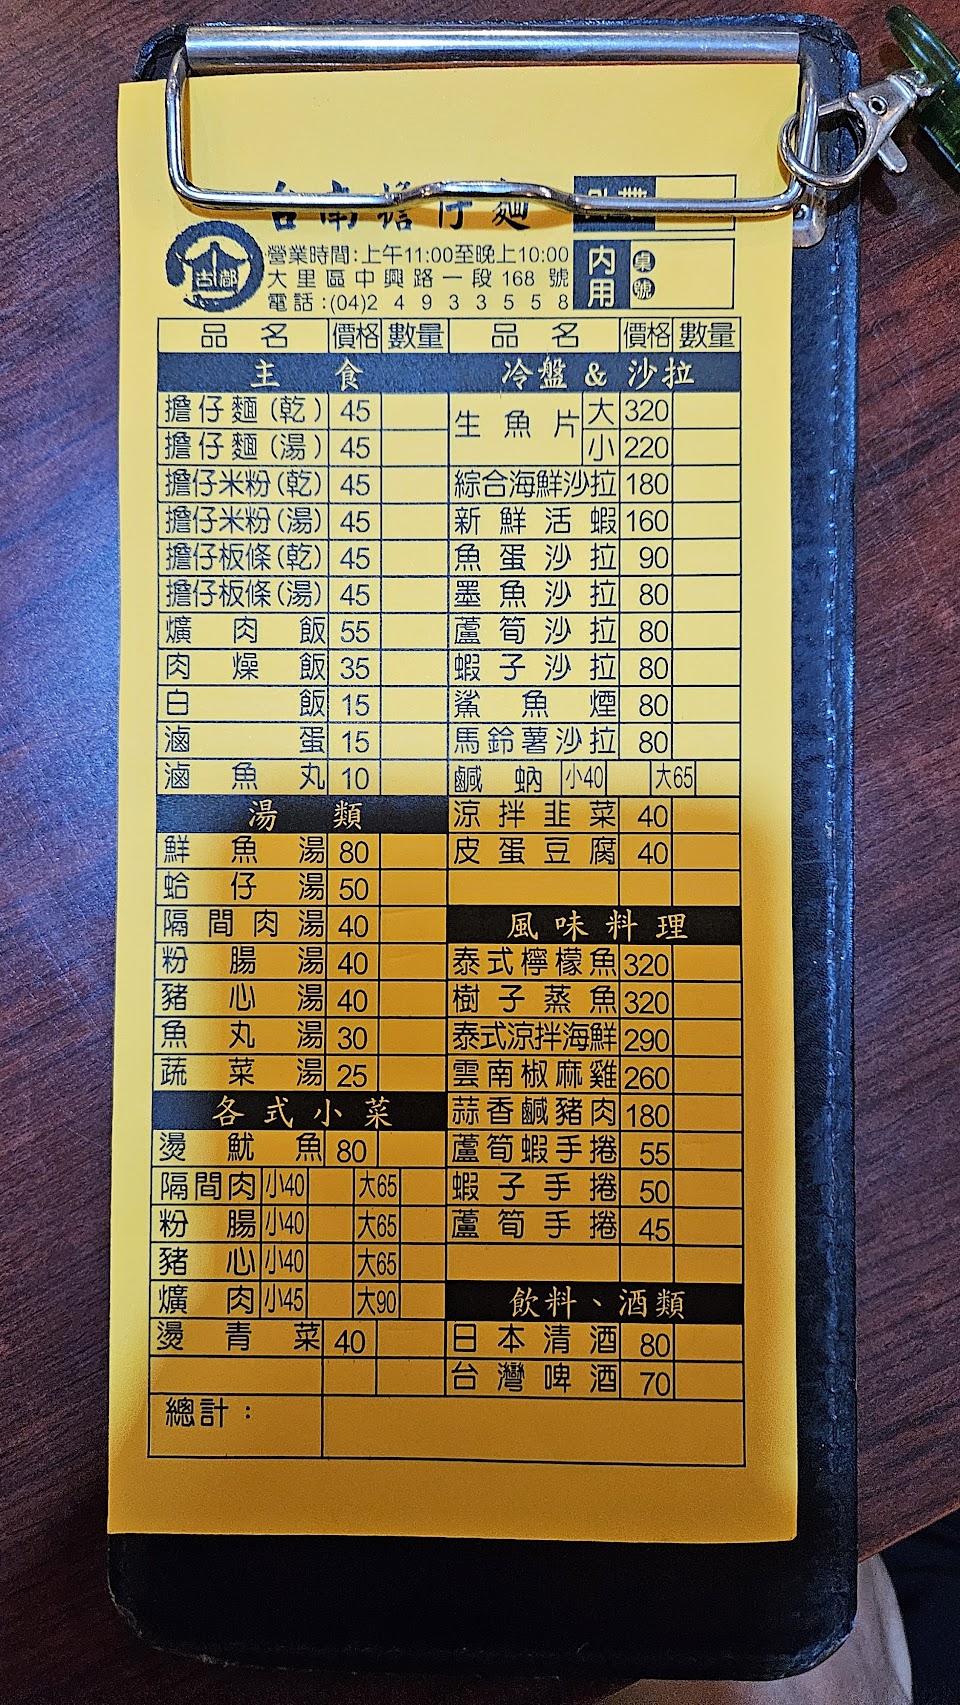 台南擔仔麵
外帶
古都
營業時間:上午11:00至晚上10:00
大里區中興路一段168號
電話:(04)24933558
內用 桌號
品名 價格 數量 品名 價格 數量
主食
擔仔麵(乾) 45
擔仔麵(湯) 45
擔仔米粉(乾) 45
擔仔米粉(湯) 45
擔仔板條(乾) 45
擔仔板條(湯) 45
爌肉飯 55
肉燥飯 35
白飯 15
滷蛋 15
滷魚丸 10
湯類
鮮魚湯 80
蛤仔湯 50
隔間肉湯 40
粉腸湯 40
豬心湯 40
魚丸湯 30
蔬菜湯 25
各式小菜
燙魷魚 80
隔間肉 小40 大65
粉腸 小40 大65
豬心 小40 大65
爌肉 小45 大90
燙青菜 40
總計:
冷盤&沙拉
生魚片 大 320
小 220
綜合海鮮沙拉 180
新鮮活蝦 160
魚蛋沙拉 90
墨魚沙拉 80
蘆筍沙拉 80
蝦子沙拉 80
鯊魚煙 80
馬鈴薯沙拉 80
鹹蚋 小40 大65
涼拌韭菜 40
皮蛋豆腐 40
風味料理
泰式檸檬魚 320
樹子蒸魚 320
泰式涼拌海鮮 290
雲南椒麻雞 260
蒜香鹹豬肉 180
蘆筍蝦手捲 55
蝦子手捲 50
蘆筍手捲 45
飲料、酒類
日本清酒 80
台灣啤酒 70